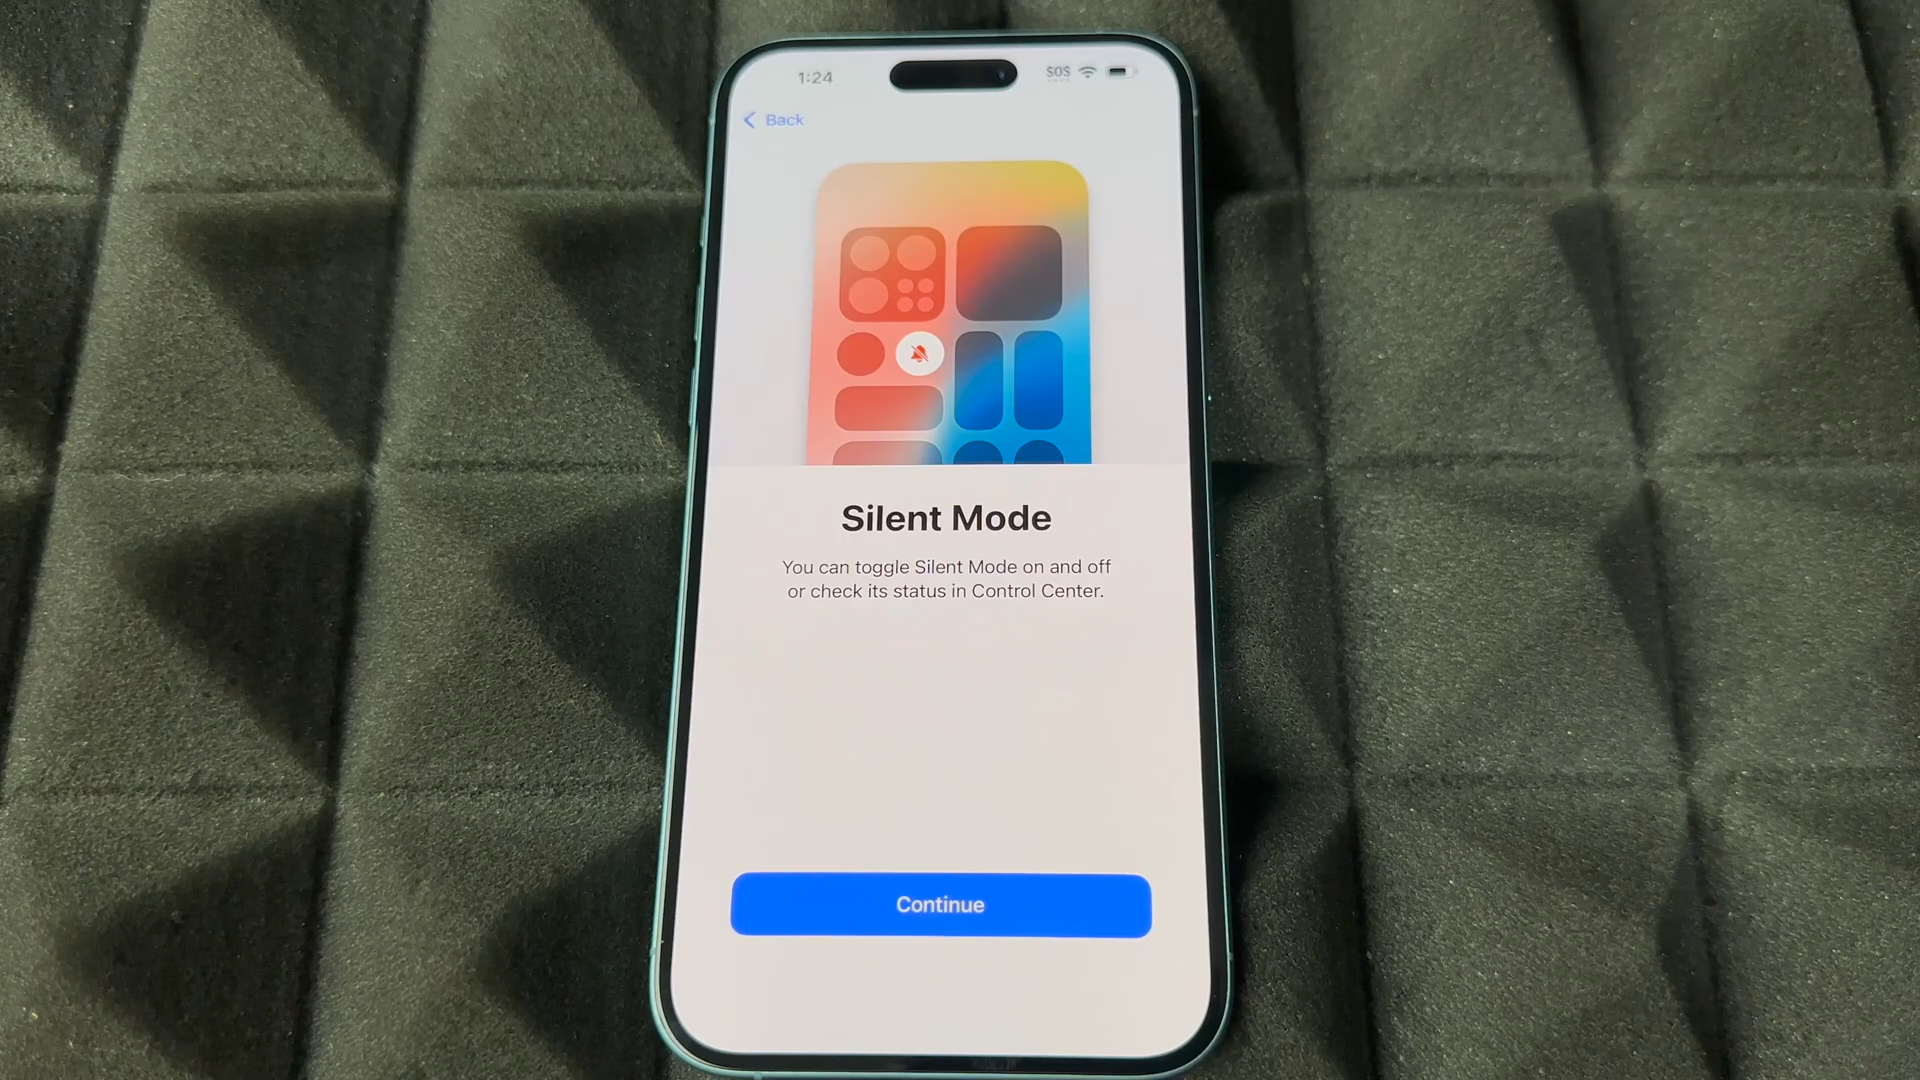 1:24
SOS
Back
Silent Mode
You can toggle Silent Mode on and off
or check its status in Control Center.
Continue